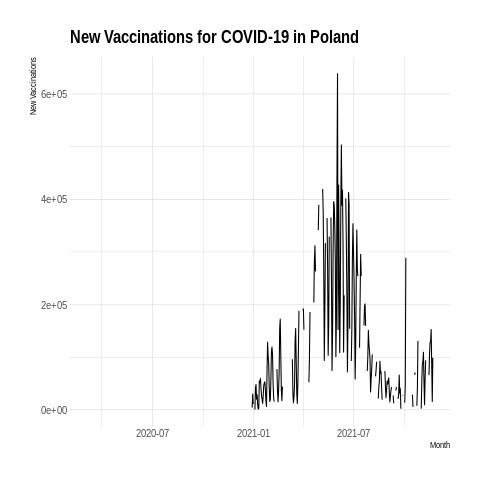 New Vaccinations for COVID-19 in Poland
New Vaccinations
6e+05
4e+05
2e+05
0e+00
2020-07
2021-01
2021-07
Month